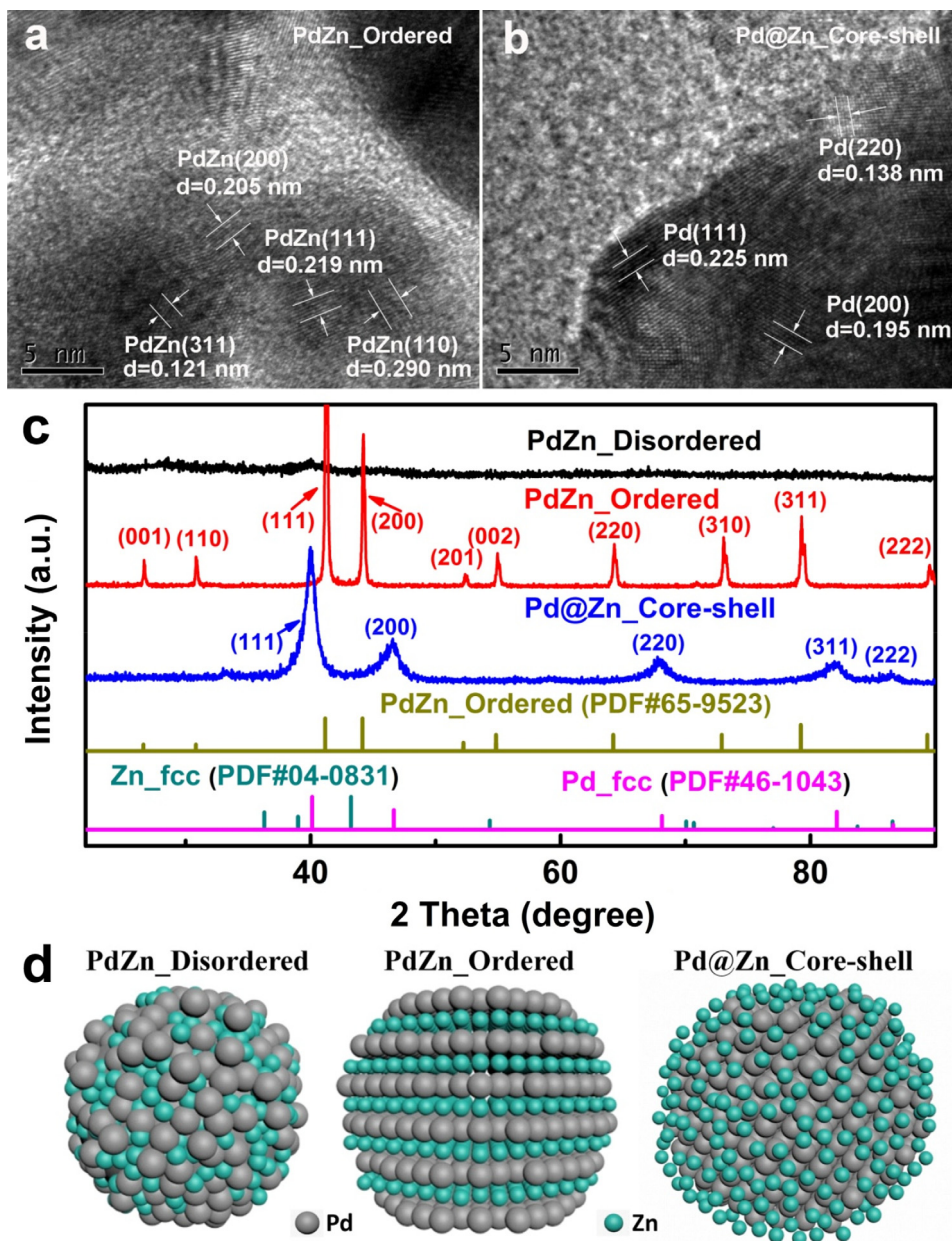 a
PdZn_Ordered
PdZn(200)
d=0.205 nm
PdZn(111)
d=0.219 nm
PdZn(311)
d=0.121 nm
PdZn(110)
d=0.290 nm
5 nm
b
Pd@Zn_Core-shell
Pd(220)
d=0.138 nm
Pd(111)
d=0.225 nm
Pd(200)
d=0.195 nm
5 nm
c
Intensity (a.u.)
PdZn_Disordered
PdZn_Ordered
(001)
(110)
(111)
(200)
(201)
(002)
(220)
(310)
(311)
(222)
Pd@Zn_Core-shell
(111)
(200)
(220)
(311)
(222)
PdZn_Ordered (PDF#65-9523)
Zn_fcc (PDF#04-0831)
Pd_fcc (PDF#46-1043)
40
60
80
2 Theta (degree)
d
PdZn_Disordered
PdZn_Ordered
Pd@Zn_Core-shell
Pd
Zn